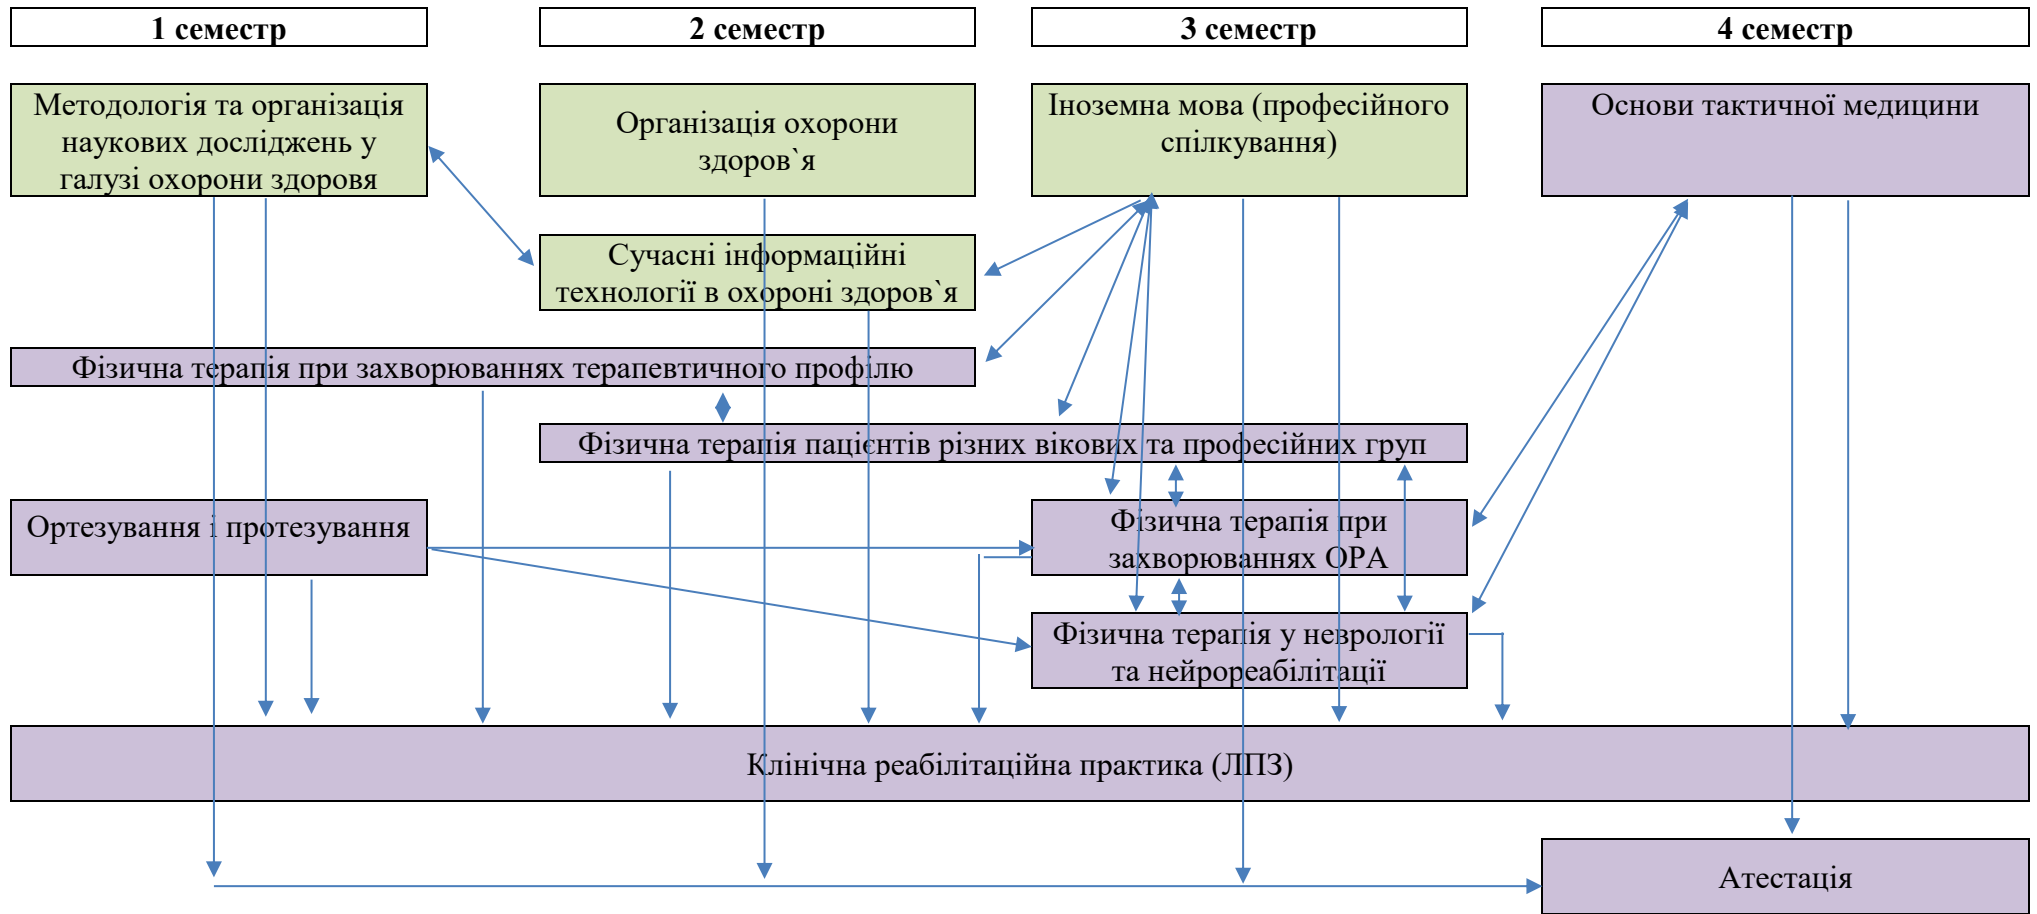 1 семестр
2 семестр
3 семестр
4 семестр
Методологія та організація
наукових досліджень у
галузі охорони здоровя
Організація охорони
здоров`я
Іноземна мова (професійного
спілкування)
Основи тактичної медицини
Сучасні інформаційні
технології в охороні здоров`я
Фізична терапія при захворюваннях терапевтичного профілю
Фізична терапія пацієнтів різних вікових та професійних груп
Ортезування і протезування
Фізична терапія при
захворюваннях ОРА
Фізична терапія у неврології
та нейрореабілітації
Клінічна реабілітаційна практика (ЛПЗ)
Атестація